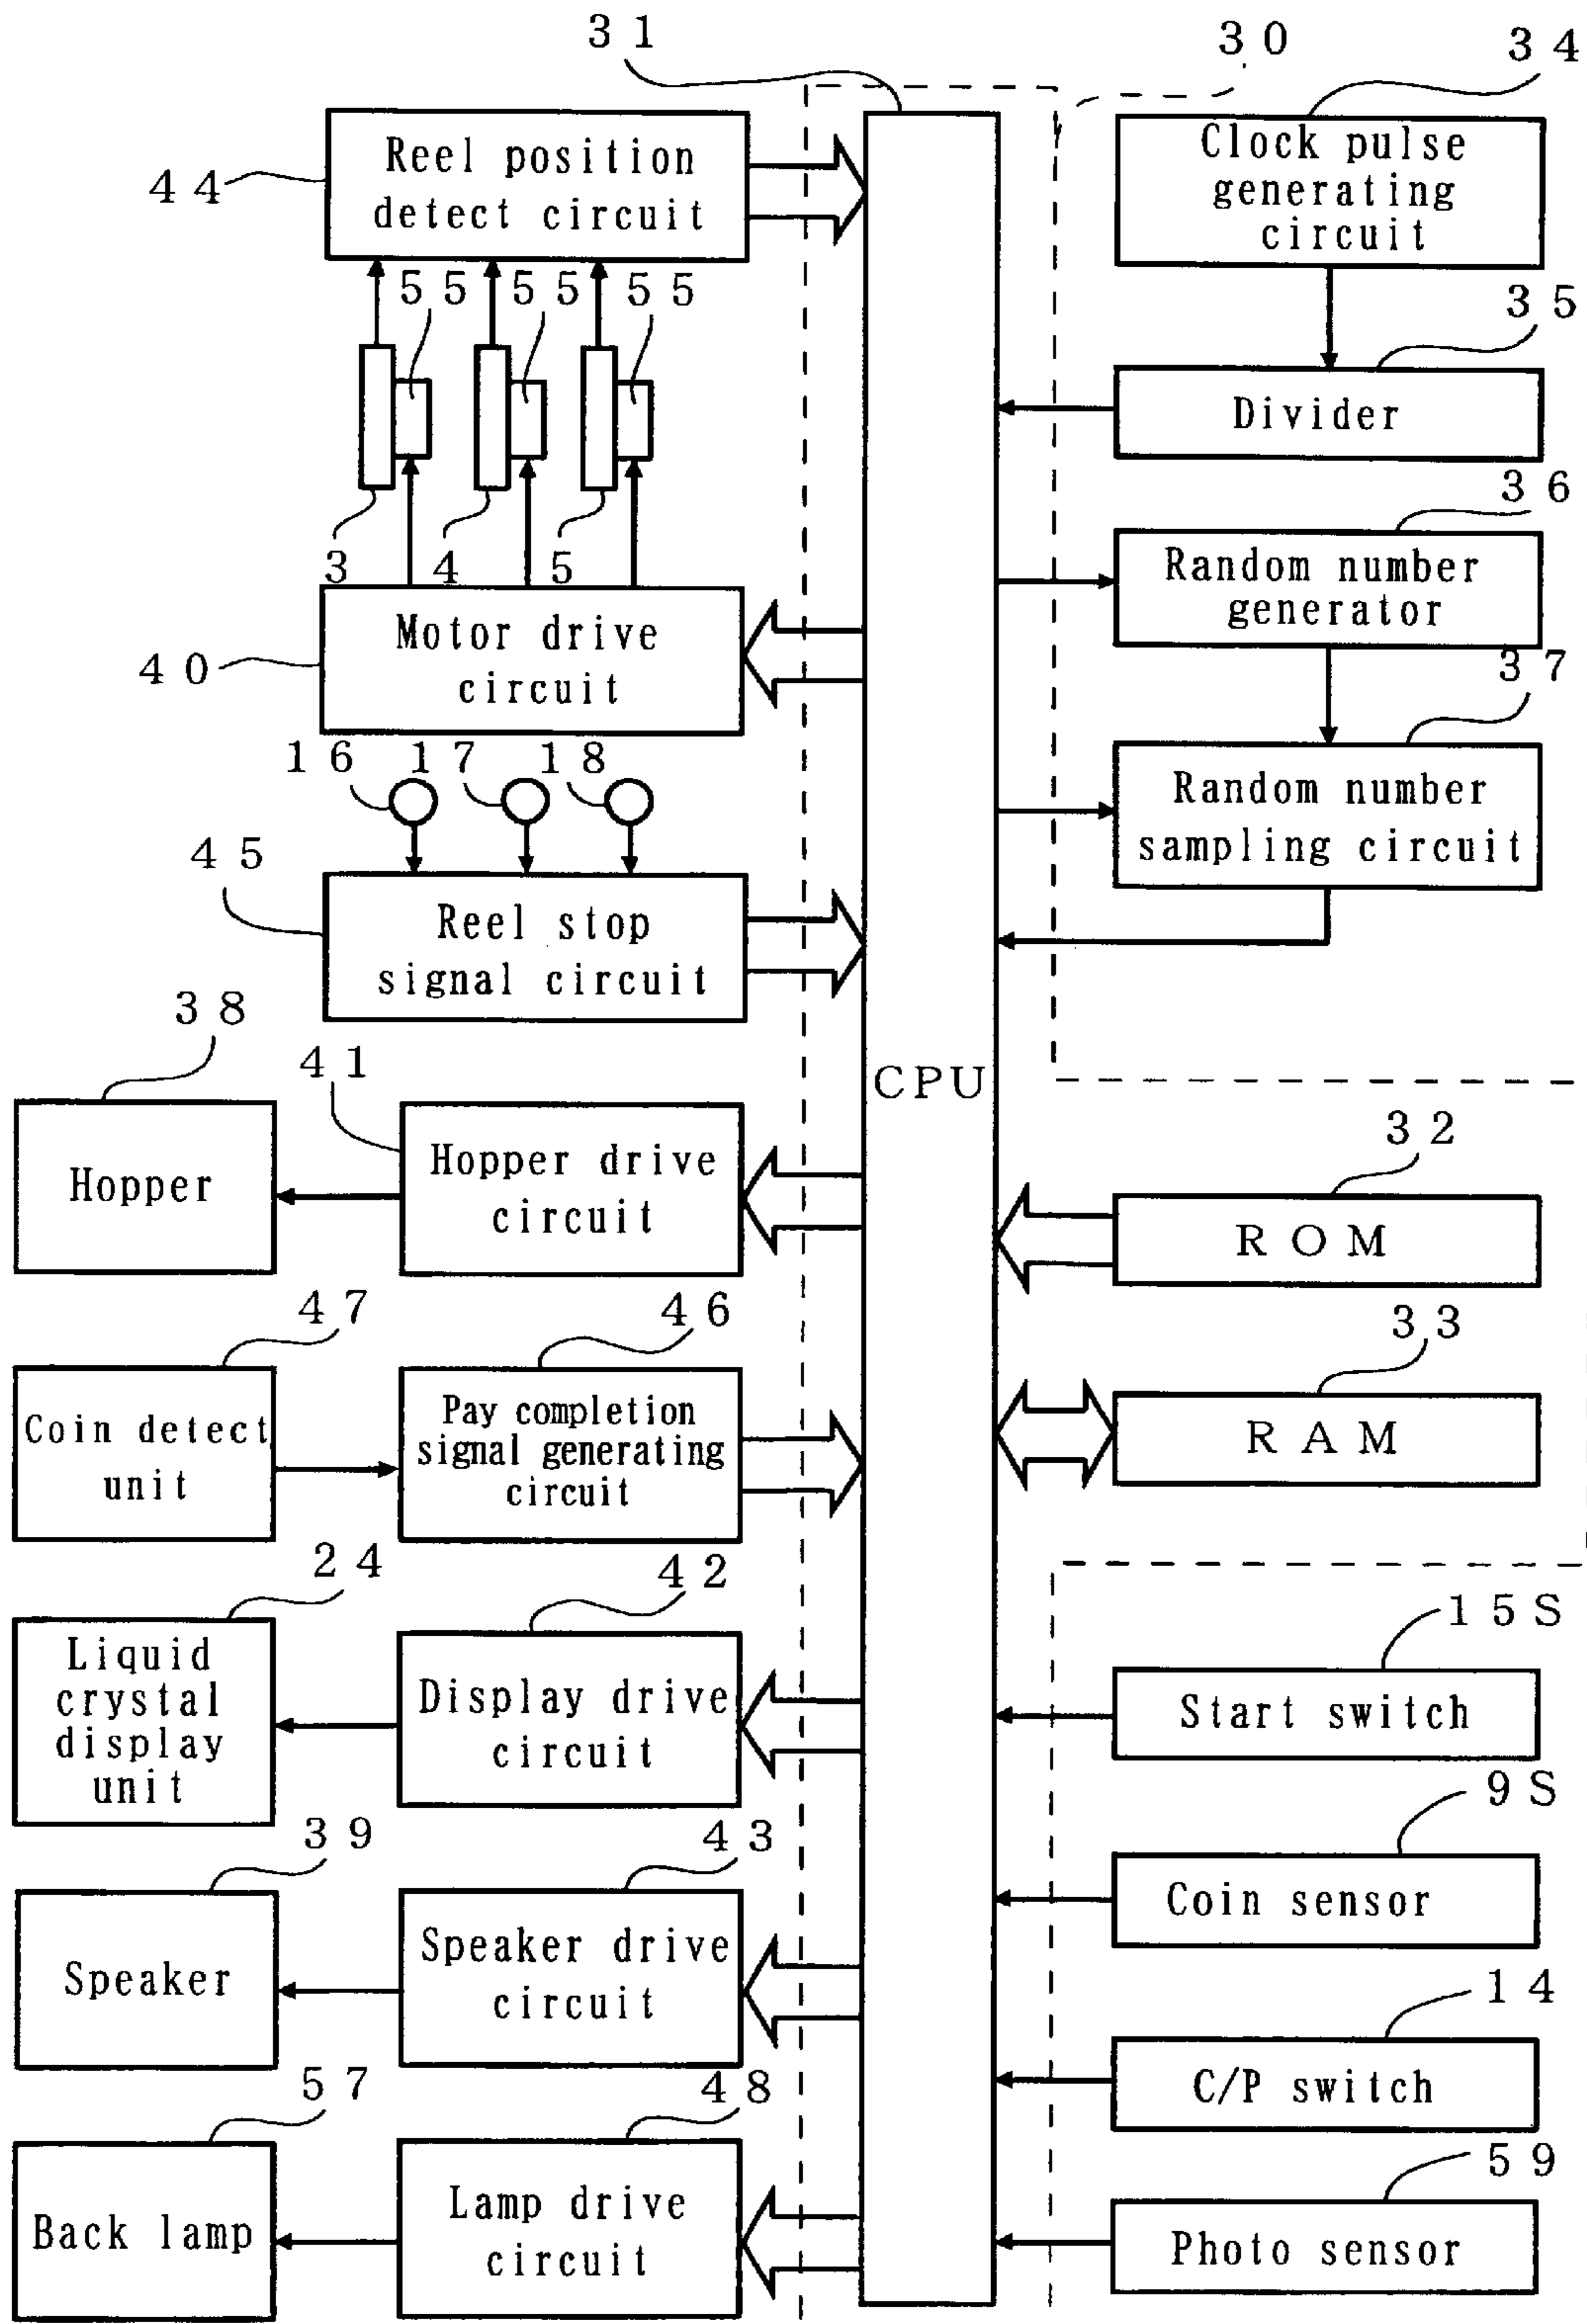 31
30
34
Reel position
detect circuit
44
Clock pulse
generating
circuit
55
55
55
35
Divider
3
4
5
36
Random number
generator
Motor drive
circuit
40
37
16
17
18
Random number
sampling circuit
45
Reel stop
signal circuit
38
41
CPU
32
Hopper
Hopper drive
circuit
ROM
47
46
33
Coin detect
unit
Pay completion
signal generating
circuit
RAM
24
42
15S
Liquid
crystal
display
unit
Display drive
circuit
Start switch
39
43
9S
Speaker
Speaker drive
circuit
Coin sensor
14
C/P switch
57
48
59
Back lamp
Lamp drive
circuit
Photo sensor